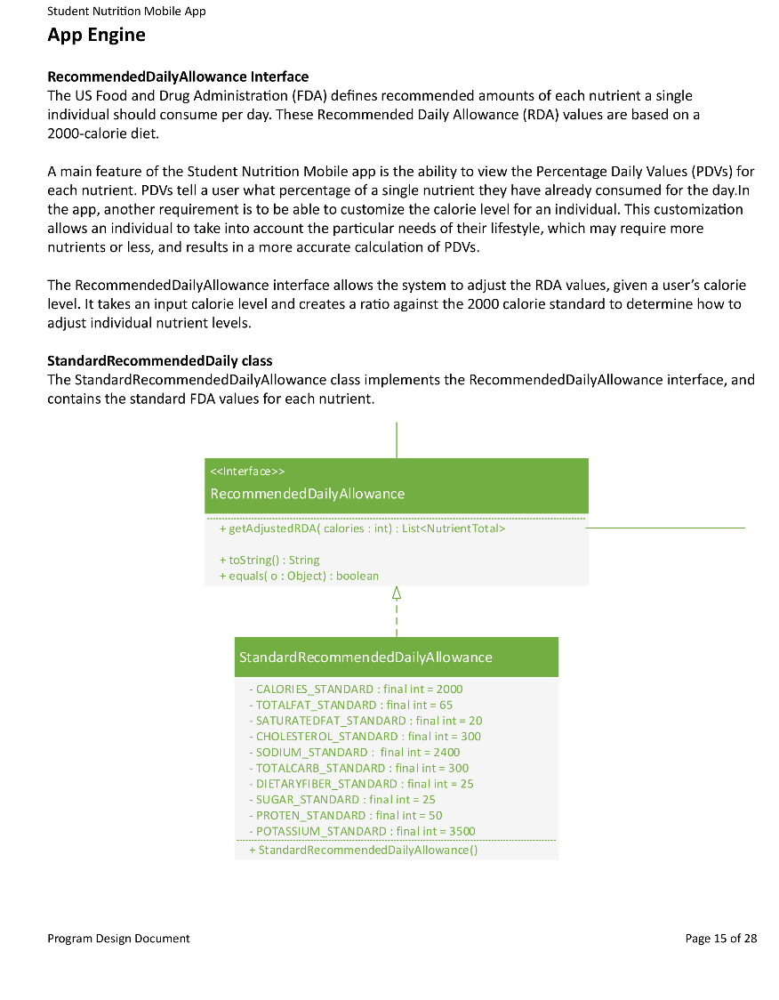 Student Nutrition Mobile App
App Engine
RecommendedDailyAllowance Interface
The US Food and Drug Administration (FDA) defines recommended amounts of each nutrient a single
individual should consume per day. These Recommended Daily Allowance (RDA) values are based on a
2000-calorie diet.
A main feature of the Student Nutrition Mobile app is the ability to view the Percentage Daily Values (PDVs) for
each nutrient. PDVs tell a user what percentage of a single nutrient they have already consumed for the day.In
the app, another requirement is to be able to customize the calorie level for an individual. This customization
allows an individual to take into account the particular needs of their lifestyle, which may require more
nutrients or less, and results in a more accurate calculation of PDVs.
The RecommendedDailyAllowance interface allows the system to adjust the RDA values, given a user's calorie
level. It takes an input calorie level and creates a ratio against the 2000 calorie standard to determine how to
adjust individual nutrient levels.
StandardRecommendedDaily class
The StandardRecommendedDailyAllowance class implements the RecommendedDailyAllowance interface, and
contains the standard FDA values for each nutrient.
<<Interface>>
RecommendedDailyAllowance
+ getAdjustedRDA( calories : int) : List<NutrientTotal>
+ toString() : String
+ equals( o : Object) : boolean
StandardRecommendedDailyAllowance
- CALORIES_STANDARD : final int = 2000
- TOTALFAT_STANDARD : final int = 65
- SATURATEDFAT_STANDARD : final int = 20
- CHOLESTEROL_STANDARD : final int = 300
- SODIUM_STANDARD : final int = 2400
- TOTALCARB_STANDARD : final int = 300
- DIETARYFIBER_STANDARD : final int = 25
- SUGAR_STANDARD : final int = 25
- PROTEN_STANDARD : final int = 50
- POTASSIUM_STANDARD : final int = 3500
+ StandardRecommendedDailyAllowance()
Program Design Document
Page 15 of 28